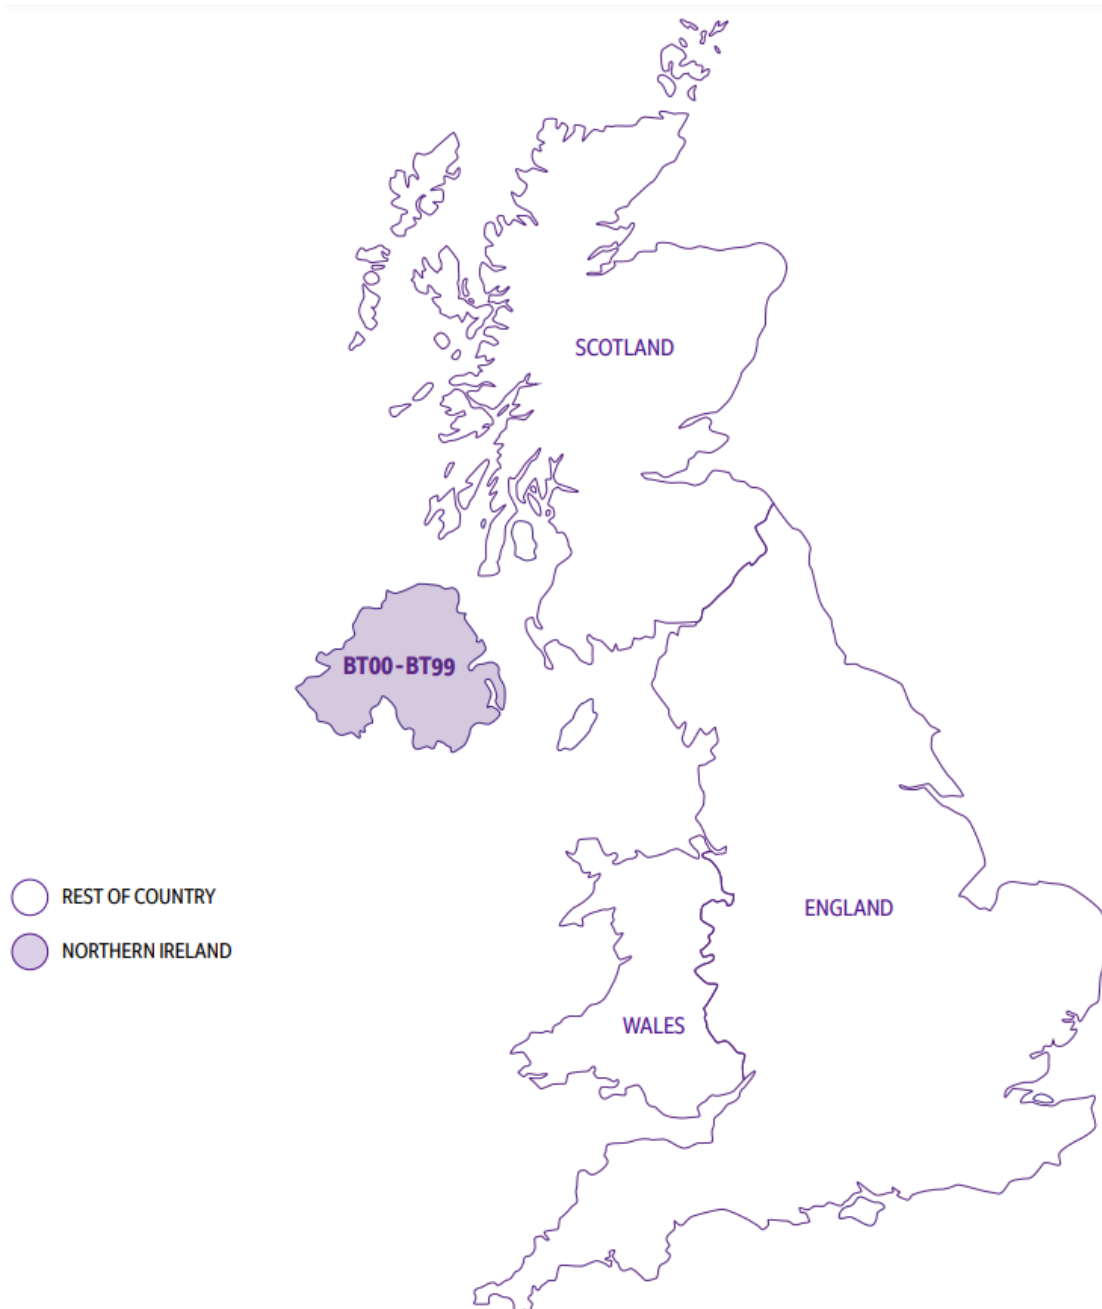 SCOTLAND
BT00-BT99
REST OF COUNTRY
ENGLAND
NORTHERN IRELAND
WALES